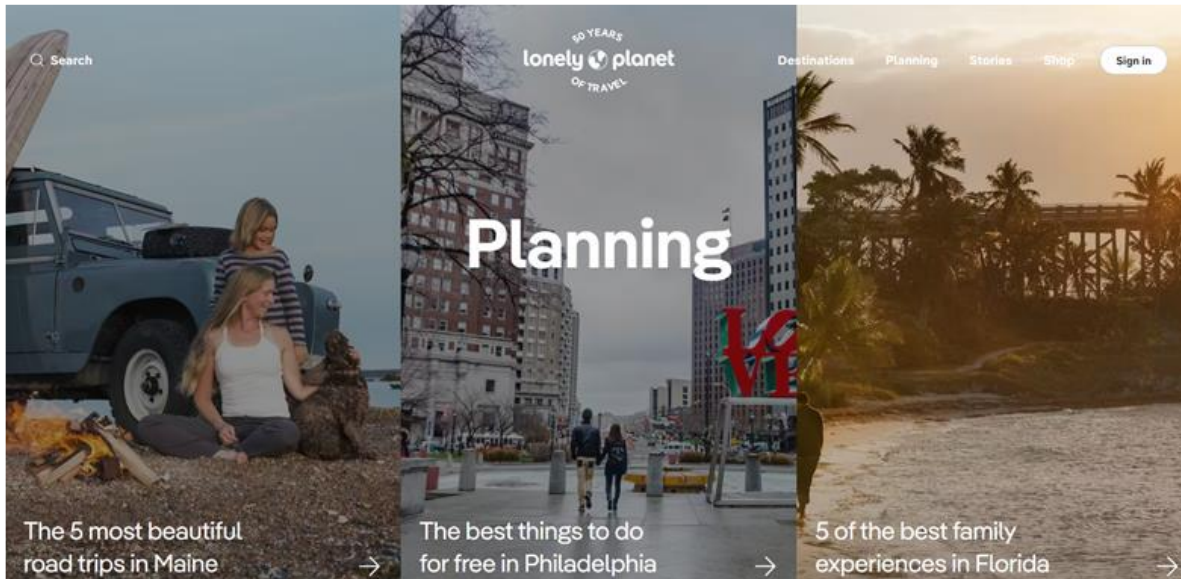 Search
50 YEARS
lonely planet
OF TRAVEL
Destinations
Planning
Stories
Shop
Sign in
Planning
LO
VE
The 5 most beautiful
road trips in Maine
The best things to do
for free in Philadelphia
5 of the best family
experiences in Florida